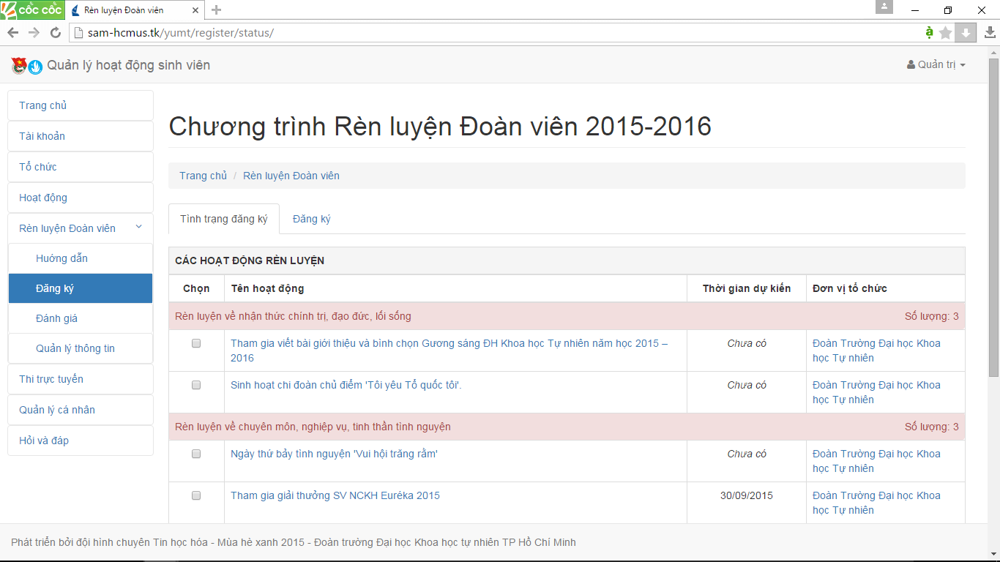 cốc cốc
Rèn luyện Đoàn viên
sam-hcmus.tk/yumt/register/status/
Quản lý hoạt động sinh viên
Quản trị
Trang chủ
Tài khoản
Tổ chức
Hoạt động
Rèn luyện Đoàn viên
Hướng dẫn
Đăng ký
Đánh giá
Quản lý thông tin
Thi trực tuyến
Quản lý cá nhân
Hỏi và đáp
Chương trình Rèn luyện Đoàn viên 2015-2016
Trang chủ / Rèn luyện Đoàn viên
Tình trạng đăng ký Đăng ký
CÁC HOẠT ĐỘNG RÈN LUYỆN
Chọn Tên hoạt động Thời gian dự kiến Đơn vị tổ chức
Rèn luyện về nhận thức chính trị, đạo đức, lối sống Số lượng: 3
Tham gia viết bài giới thiệu và bình chọn Gương sáng ĐH Khoa học Tự nhiên năm học 2015 – Chưa có Đoàn Trường Đại học Khoa
2016 học Tự nhiên
Sinh hoạt chi đoàn chủ điểm 'Tôi yêu Tổ quốc tôi'. Chưa có Đoàn Trường Đại học Khoa
học Tự nhiên
Rèn luyện về chuyên môn, nghiệp vụ, tinh thần tình nguyện Số lượng: 3
Ngày thứ bảy tình nguyện 'Vui hội trăng rằm' Chưa có Đoàn Trường Đại học Khoa
học Tự nhiên
Tham gia giải thưởng SV NCKH Euréka 2015 30/09/2015 Đoàn Trường Đại học Khoa
học Tự nhiên
Phát triển bởi đội hình chuyên Tin học hóa - Mùa hè xanh 2015 - Đoàn trường Đại học Khoa học tự nhiên TP Hồ Chí Minh